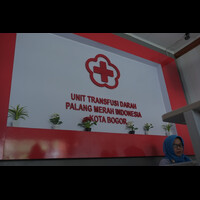 UNIT TRANSFUSI DARAH
PALANG MERAH INDONESIA
KOTA BOGOR